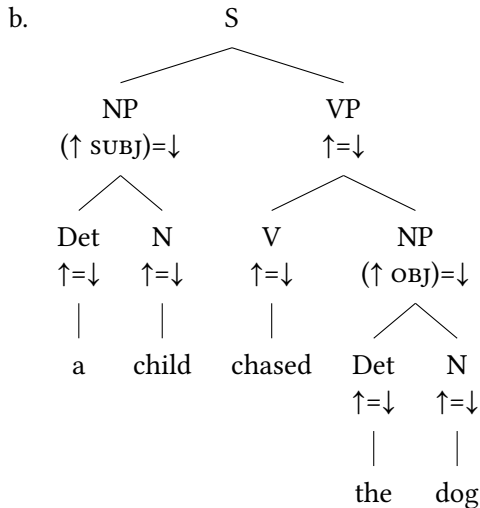 b. S
NP VP
(↑ SUBJ)=↓ ↑=↓
Det N V NP
↑=↓ ↑=↓ ↑=↓ (↑ OBJ)=↓
a child chased Det N
↑=↓ ↑=↓
the dog